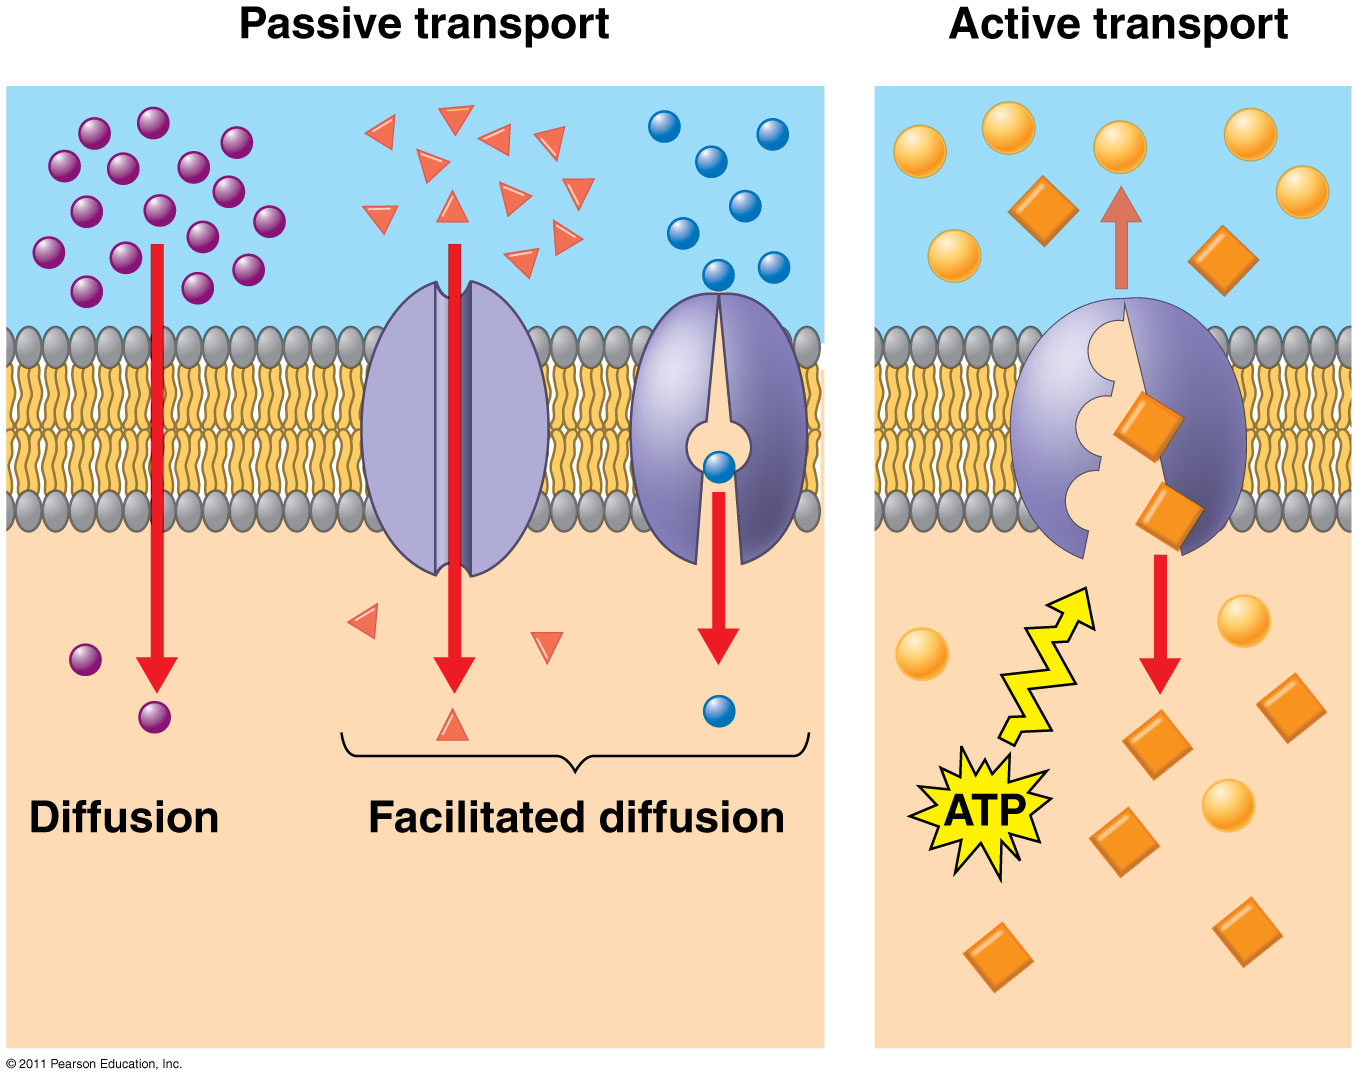 Passive transport
Active transport
ATP
Diffusion
Facilitated diffusion
© 2011 Pearson Education, Inc.